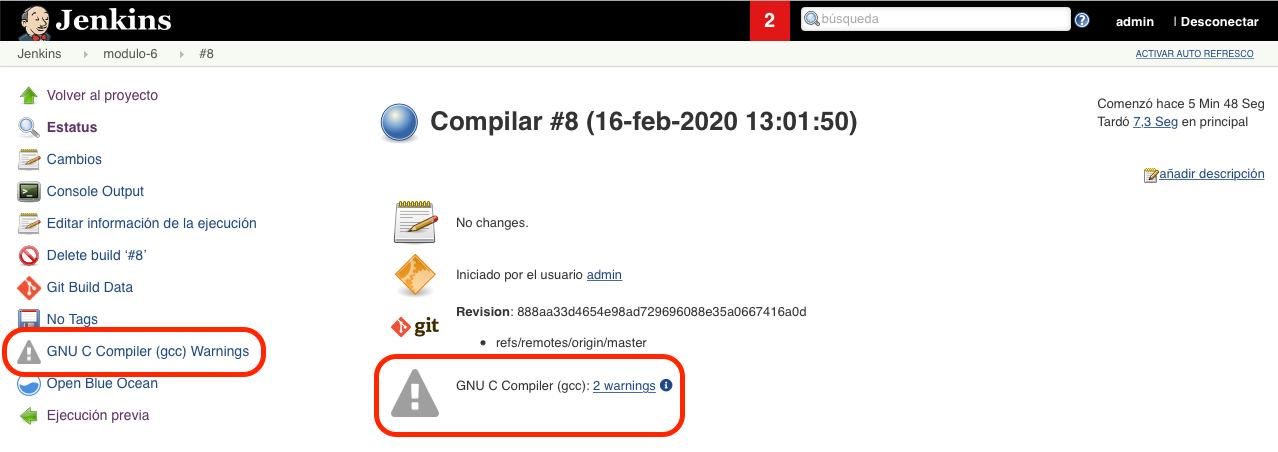 Jenkins
2
búsqueda
?
admin | Desconectar
Jenkins modulo-6 #8
ACTIVAR AUTO REFRESCO
Volver al proyecto
Estatus
Cambios
Console Output
Editar información de la ejecución
Delete build ‘#8’
Git Build Data
No Tags
GNU C Compiler (gcc) Warnings
Open Blue Ocean
Ejecución previa
Compilar #8 (16-feb-2020 13:01:50)
Comenzó hace 5 Min 48 Seg
Tardó 7,3 Seg en principal
añadir descripción
No changes.
Iniciado por el usuario admin
git
Revision: 888aa33d4654e98ad729696088e35a0667416a0d
• refs/remotes/origin/master
GNU C Compiler (gcc): 2 warnings